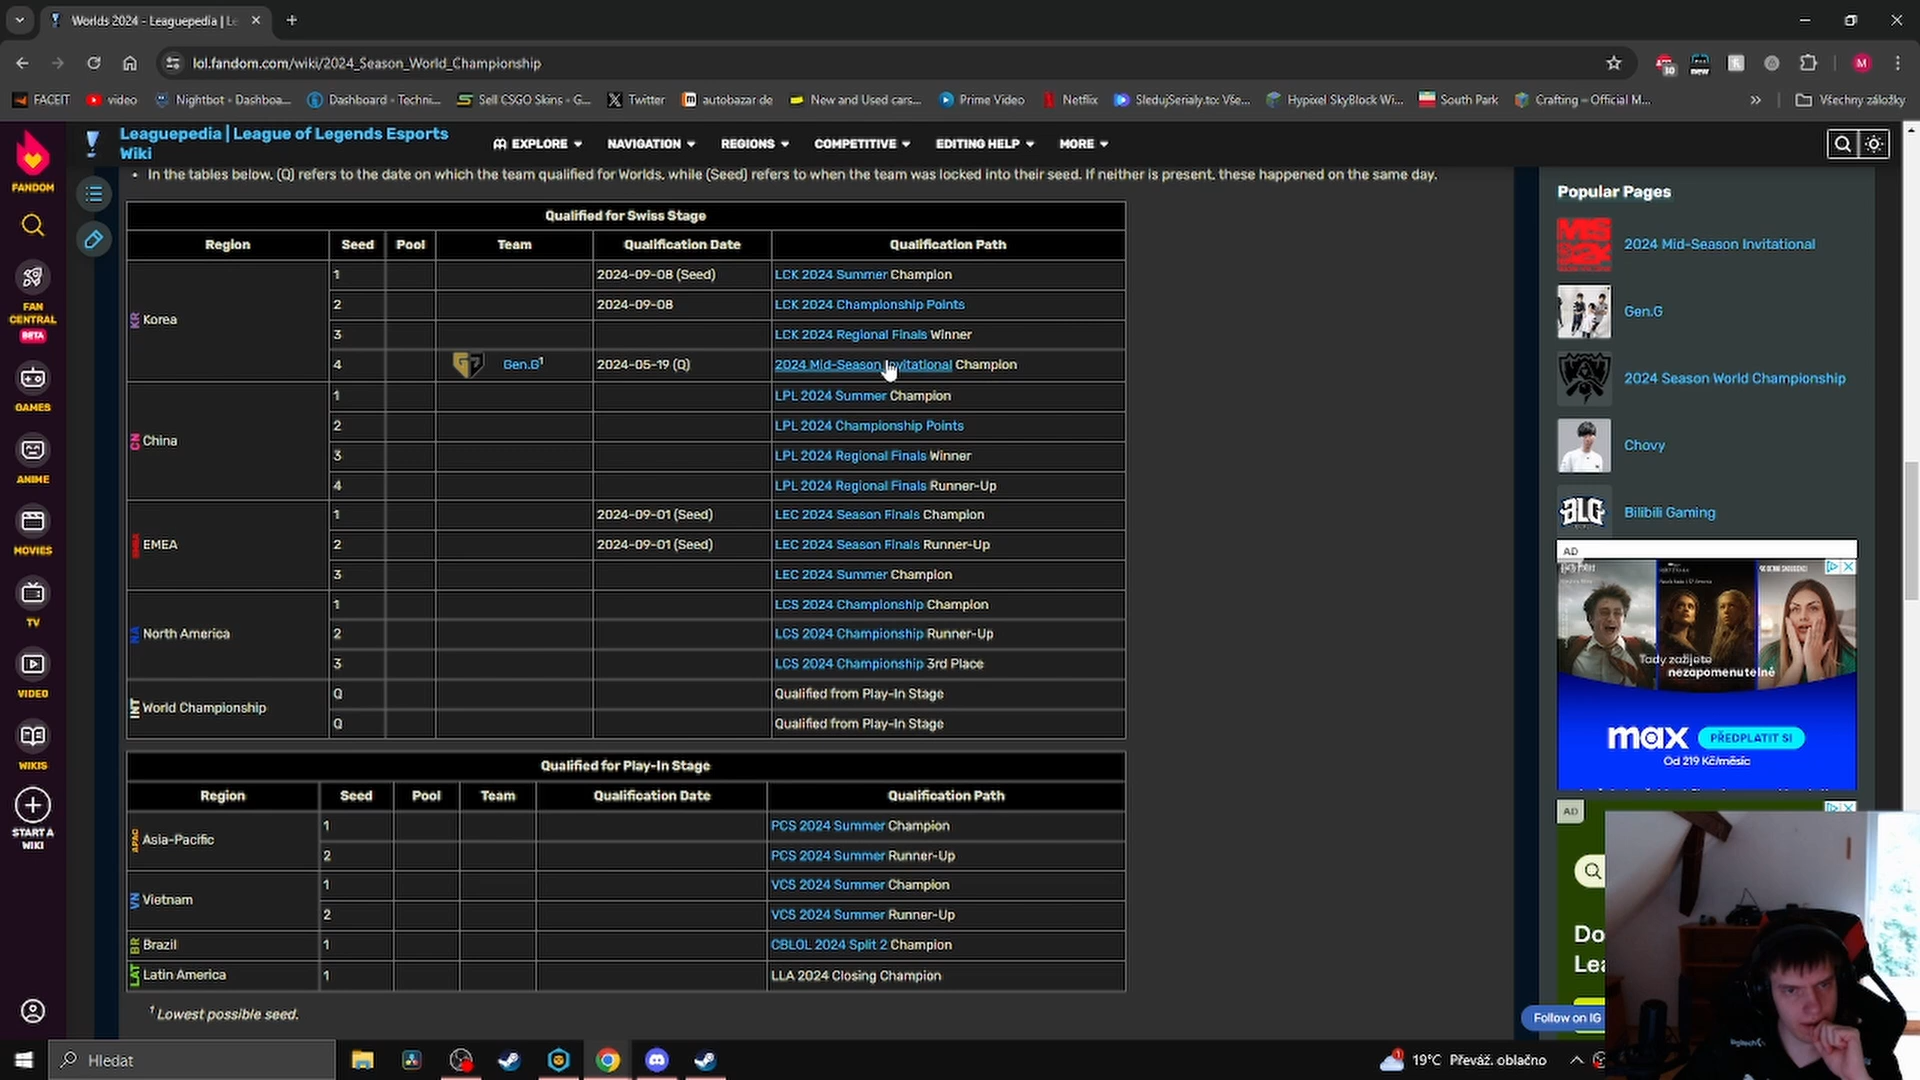 Worlds 2024 - Leaguepedia | Le
lol.fandom.com/wiki/2024_Season_World_Championship
FACEIT
video
Nightbot - Dashboa...
Dashboard - Techni...
Sell CSGO Skins - G...
Twitter
autobazar de
New and Used cars...
Prime Video
Netflix
SledujSerialy.to: Vše...
Hypixel SkyBlock Wi...
South Park
Crafting – Official M...
Všechny záložky
Leaguepedia | League of Legends Esports
Wiki
EXPLORE
NAVIGATION
REGIONS
COMPETITIVE
EDITING HELP
MORE
FANDOM
FAN
CENTRAL
BETA
GAMES
ANIME
MOVIES
TV
VIDEO
WIKIS
START A
WIKI
• In the tables below, (Q) refers to the date on which the team qualified for Worlds, while (Seed) refers to when the team was locked into their seed. If neither is present, these happened on the same day.
Qualified for Swiss Stage
Region Seed Pool Team Qualification Date Qualification Path
KR Korea
1 2024-09-08 (Seed) LCK 2024 Summer Champion
2 2024-09-08 LCK 2024 Championship Points
3 LCK 2024 Regional Finals Winner
4 Gen.G1 2024-05-19 (Q) 2024 Mid-Season Invitational Champion
CN China
1 LPL 2024 Summer Champion
2 LPL 2024 Championship Points
3 LPL 2024 Regional Finals Winner
4 LPL 2024 Regional Finals Runner-Up
EMEA EMEA
1 2024-09-01 (Seed) LEC 2024 Season Finals Champion
2 2024-09-01 (Seed) LEC 2024 Season Finals Runner-Up
3 LEC 2024 Summer Champion
NA North America
1 LCS 2024 Championship Champion
2 LCS 2024 Championship Runner-Up
3 LCS 2024 Championship 3rd Place
INT World Championship
Q Qualified from Play-In Stage
Q Qualified from Play-In Stage
Qualified for Play-In Stage
Region Seed Pool Team Qualification Date Qualification Path
APAC Asia-Pacific
1 PCS 2024 Summer Champion
2 PCS 2024 Summer Runner-Up
VN Vietnam
1 VCS 2024 Summer Champion
2 VCS 2024 Summer Runner-Up
BR Brazil 1 CBLOL 2024 Split 2 Champion
LAT Latin America 1 LLA 2024 Closing Champion
1 Lowest possible seed.
Popular Pages
2024 Mid-Season Invitational
Gen.G
2024 Season World Championship
Chovy
BLG
Bilibili Gaming
AD
Tady zažijete
nezapomenutelné
max
PŘEDPLATIT SI
Od 219 Kč/měsíc
AD
Do
Lea
Follow on IG
Hledat
19°C Převáž. oblačno